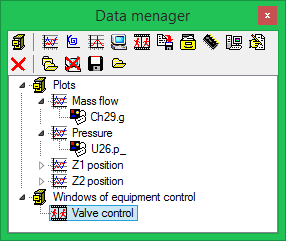 Data menager
Plots
Mass flow
Ch29.g
Pressure
U26.p_
Z1 position
Z2 position
Windows of equipment control
Valve control